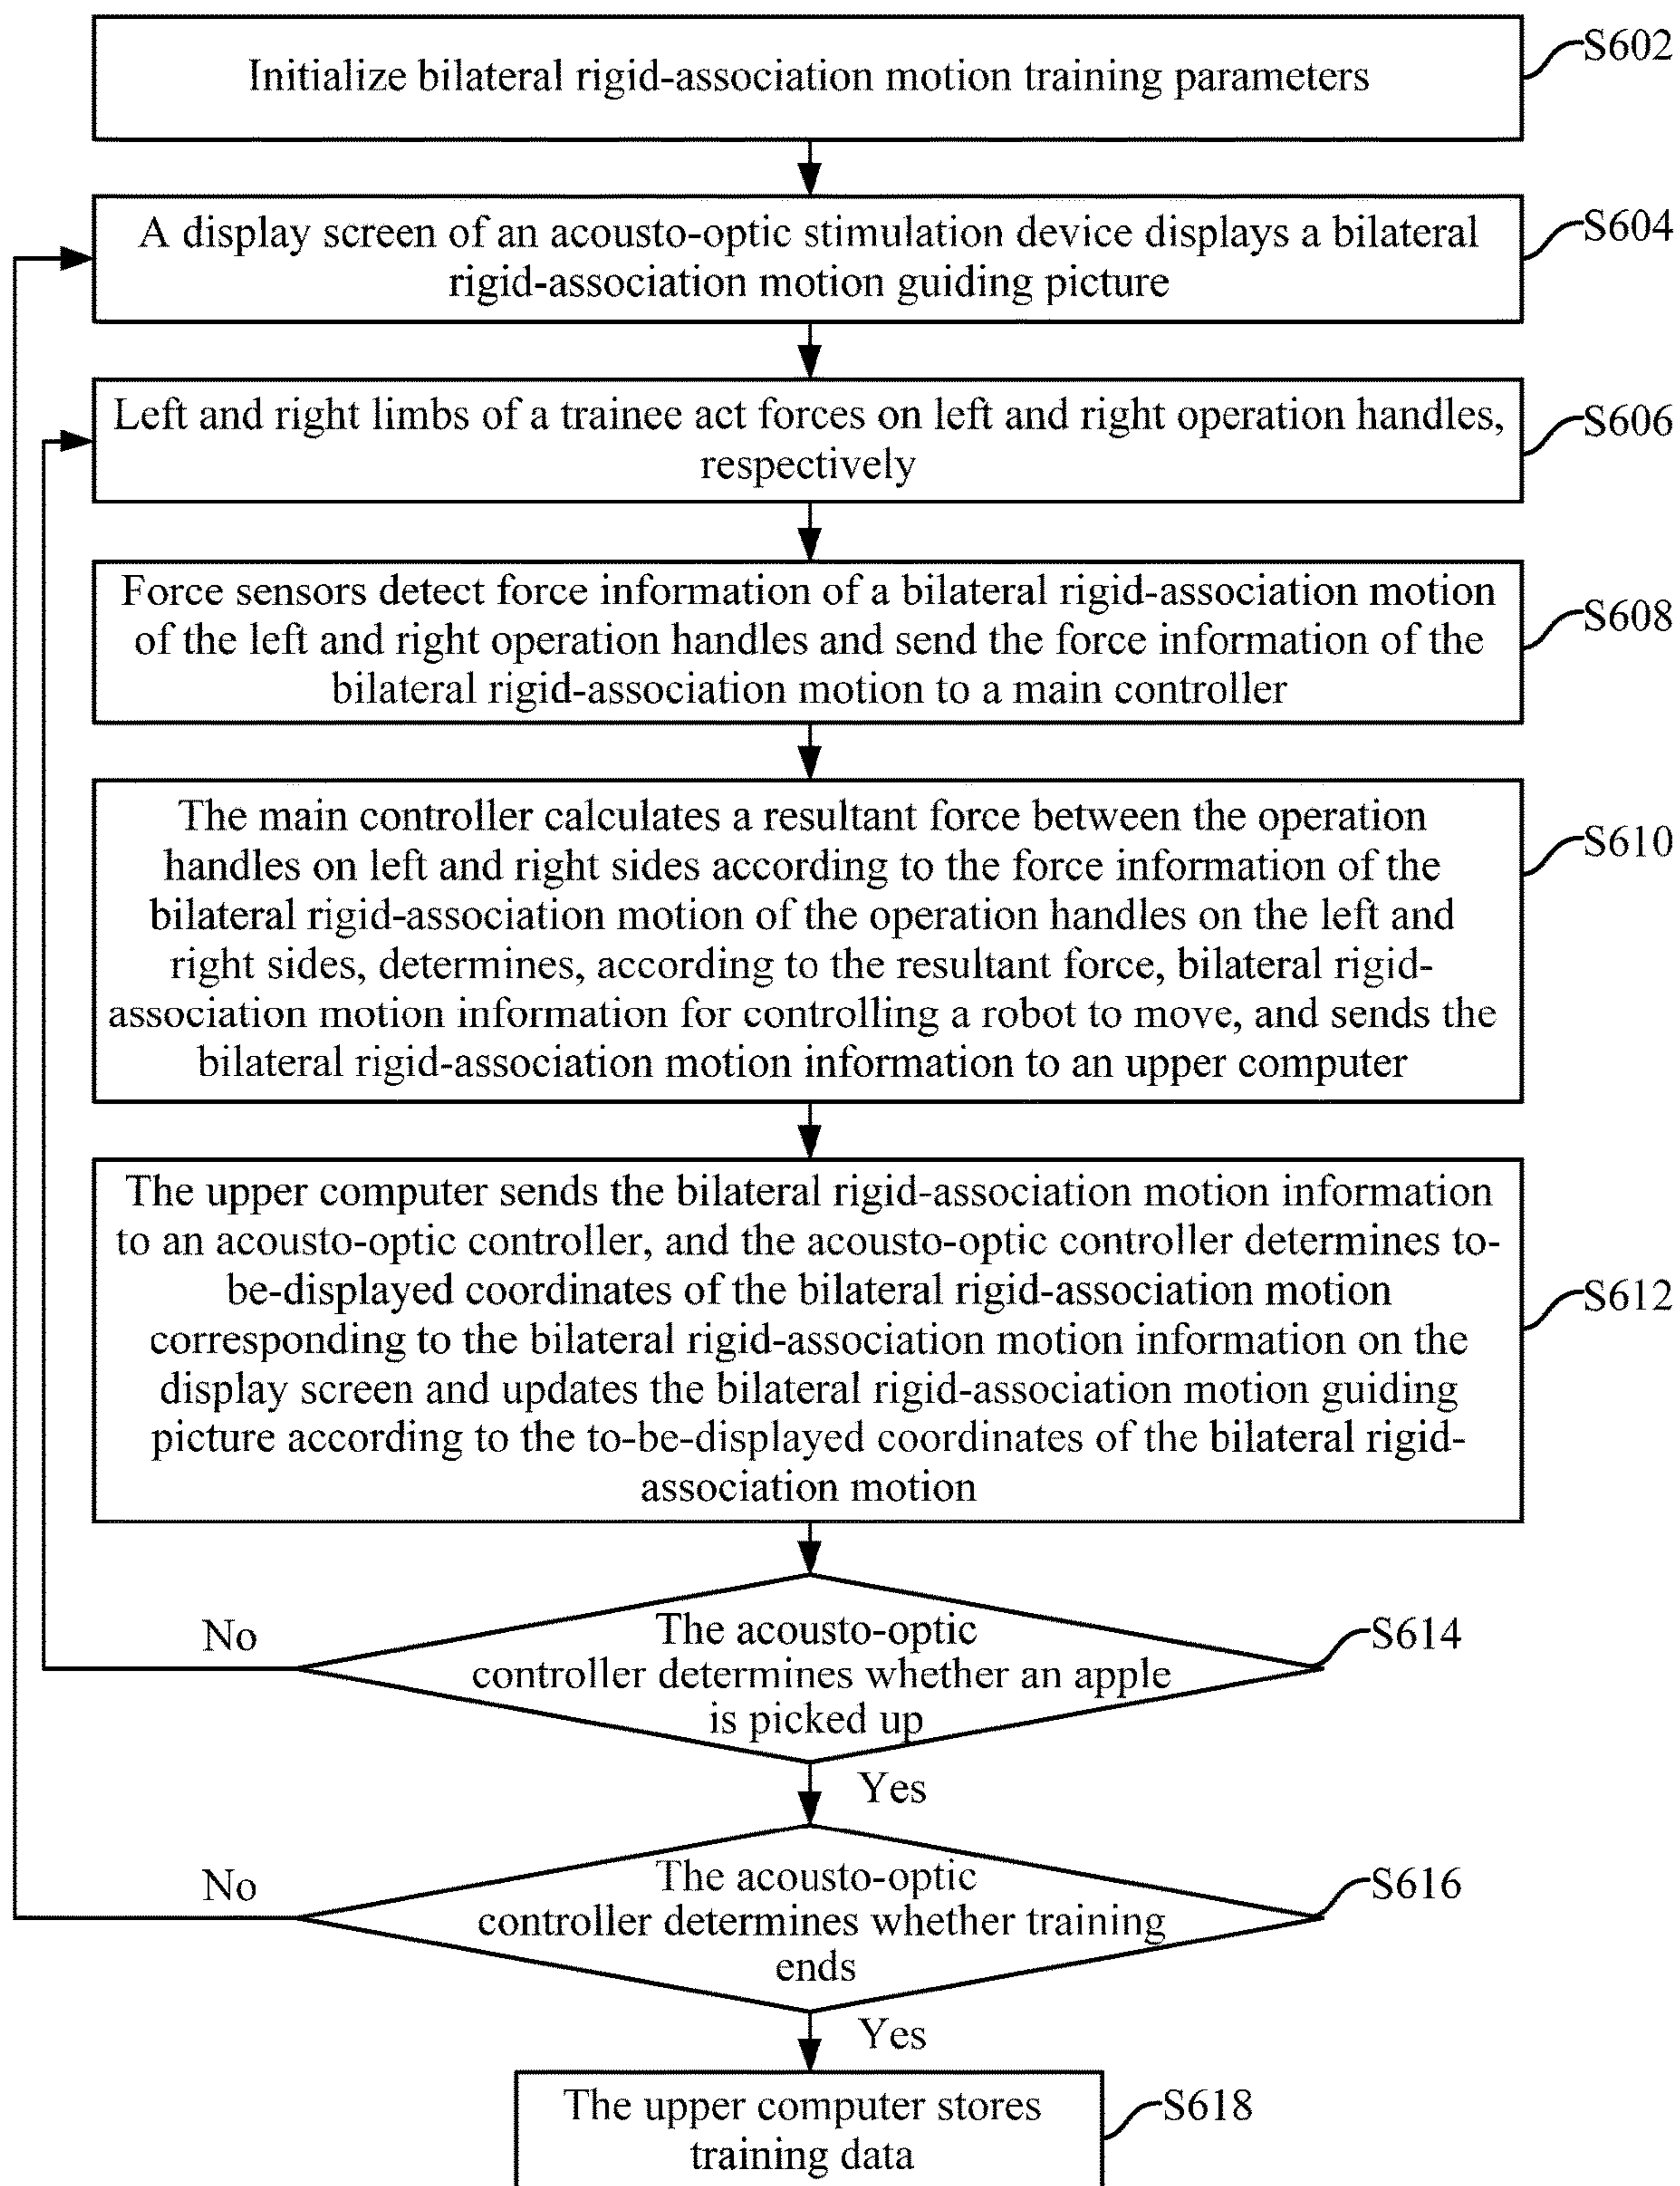 Initialize bilateral rigid-association motion training parameters
S602
A display screen of an acousto-optic stimulation device displays a bilateral
rigid-association motion guiding picture
S604
Left and right limbs of a trainee act forces on left and right operation handles,
respectively
S606
Force sensors detect force information of a bilateral rigid-association motion
of the left and right operation handles and send the force information of the
bilateral rigid-association motion to a main controller
S608
The main controller calculates a resultant force between the operation
handles on left and right sides according to the force information of the
bilateral rigid-association motion of the operation handles on the left and
right sides, determines, according to the resultant force, bilateral rigid-
association motion information for controlling a robot to move, and sends the
bilateral rigid-association motion information to an upper computer
S610
The upper computer sends the bilateral rigid-association motion information
to an acousto-optic controller, and the acousto-optic controller determines to-
be-displayed coordinates of the bilateral rigid-association motion
corresponding to the bilateral rigid-association motion information on the
display screen and updates the bilateral rigid-association motion guiding
picture according to the to-be-displayed coordinates of the bilateral rigid-
association motion
S612
No
The acousto-optic
controller determines whether an apple
is picked up
S614
Yes
No
The acousto-optic
controller determines whether training
ends
S616
Yes
The upper computer stores
training data
S618